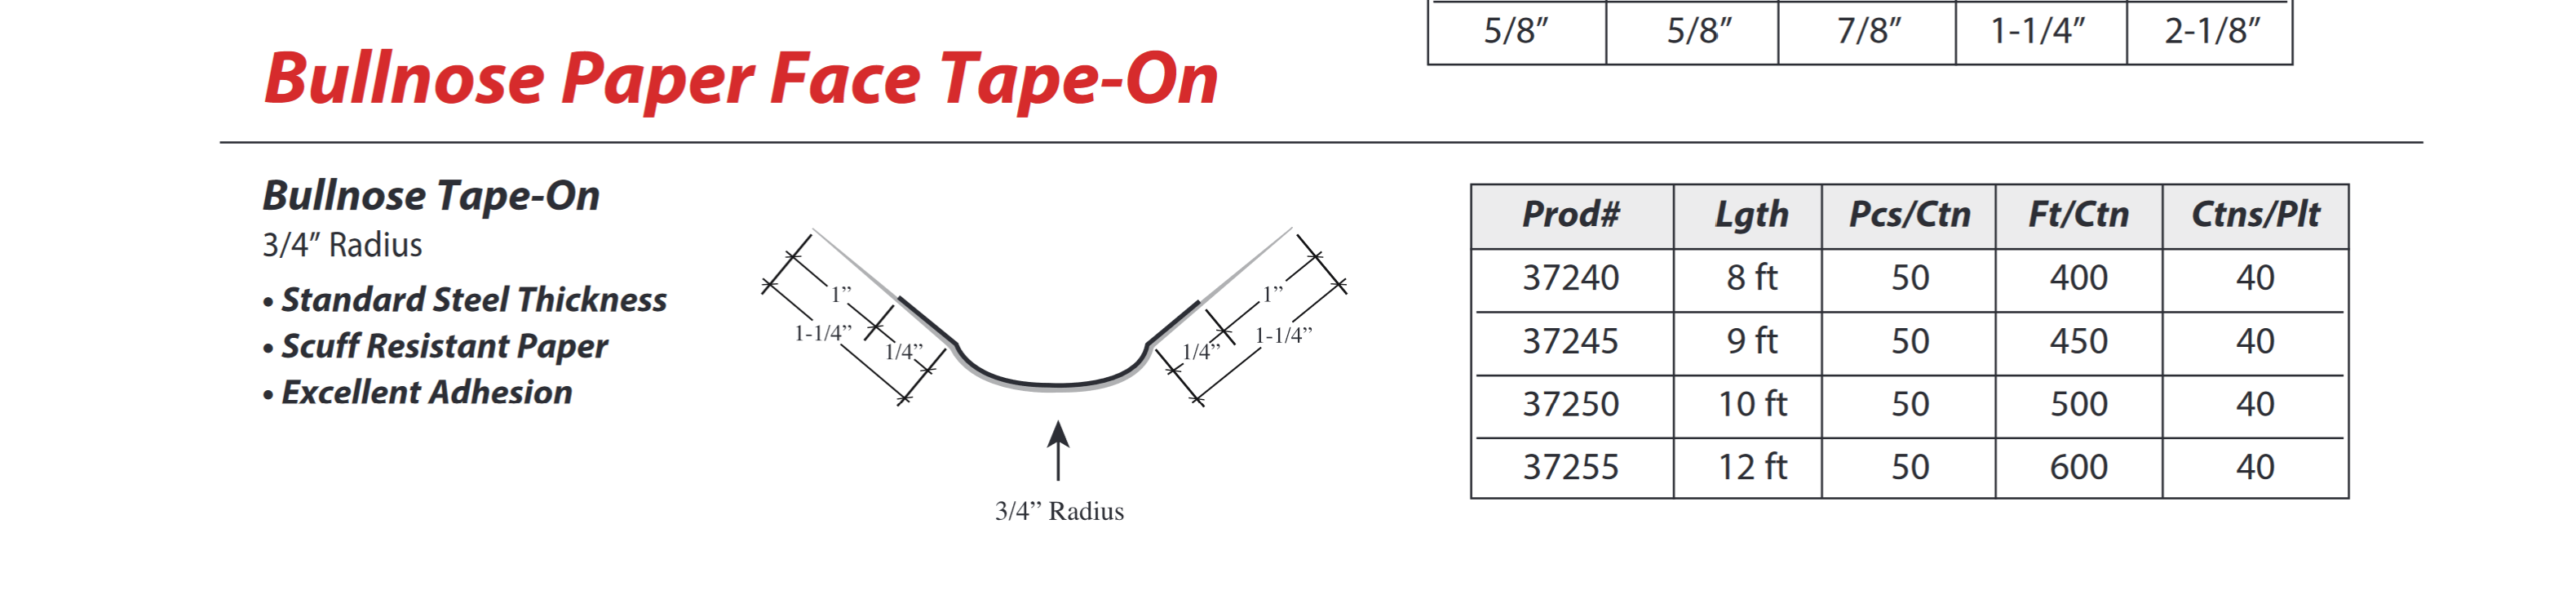 5/8” 5/8” 7/8” 1-1/4” 2-1/8”
Bullnose Paper Face Tape-On
Bullnose Tape-On
3/4” Radius
• Standard Steel Thickness
• Scuff Resistant Paper
• Excellent Adhesion
1” 1”
1-1/4” 1-1/4”
1/4” 1/4”
3/4” Radius
Prod# Lgth Pcs/Ctn Ft/Ctn Ctns/Plt
37240 8 ft 50 400 40
37245 9 ft 50 450 40
37250 10 ft 50 500 40
37255 12 ft 50 600 40